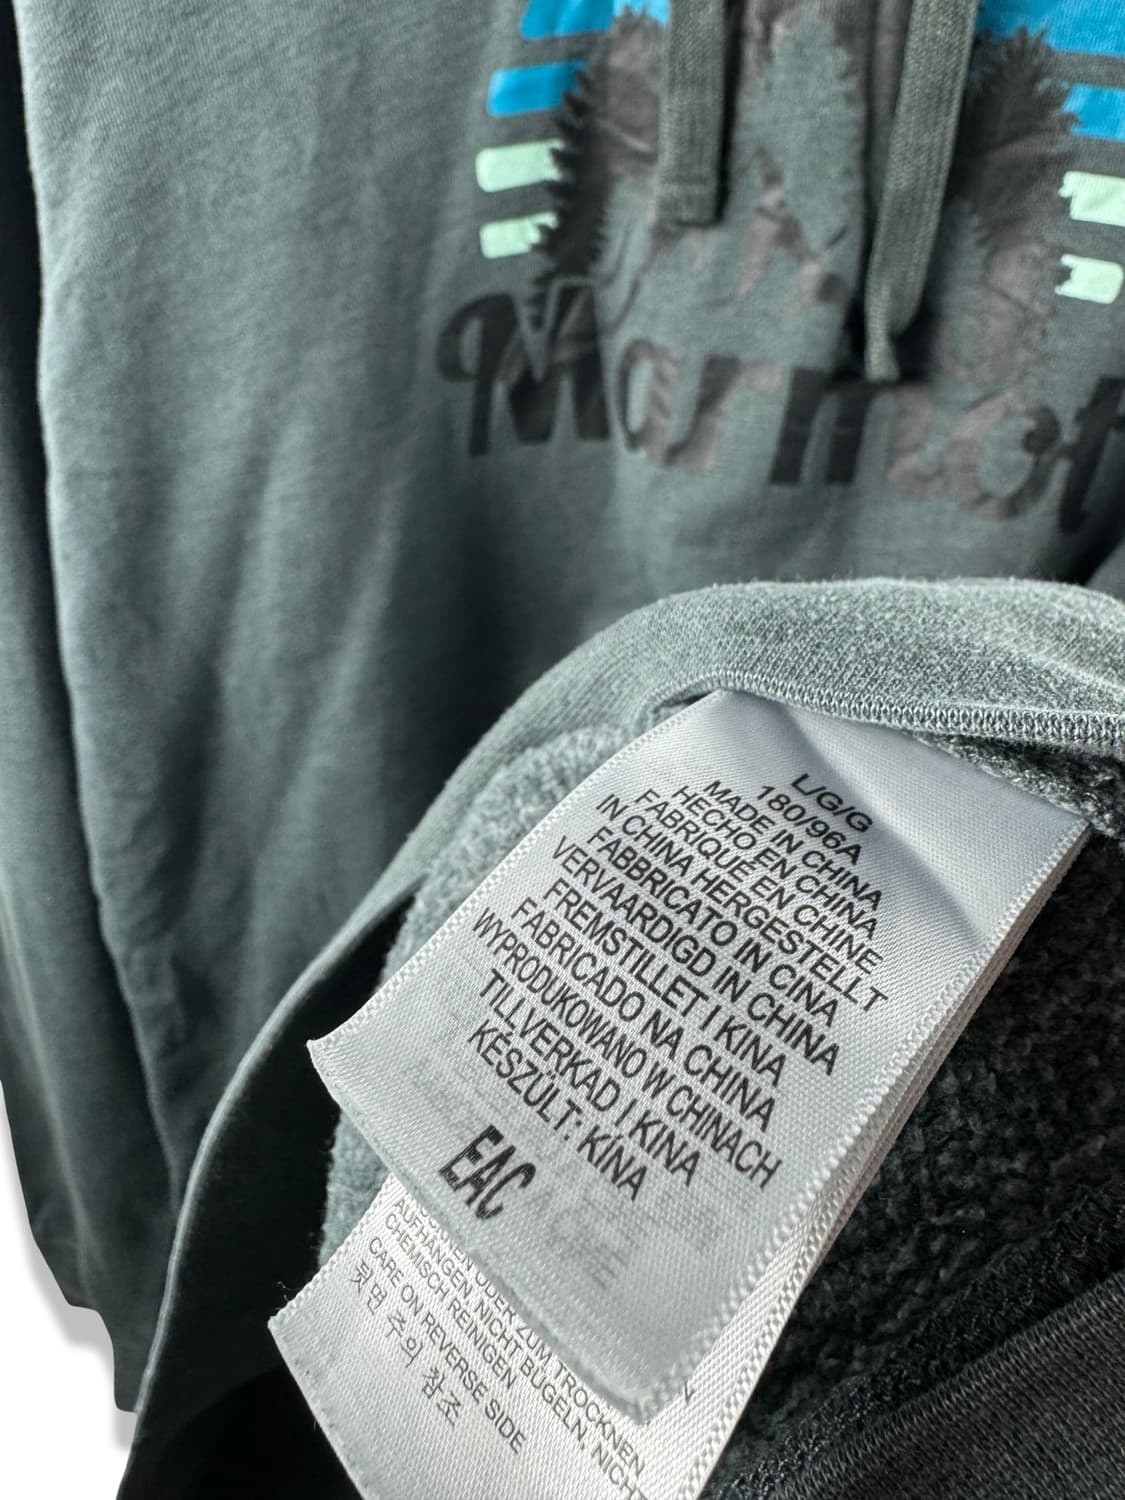 Marmot
L/G/G
180/96A
MADE IN CHINA
HECHO EN CHINA
FABRIQUÉ EN CHINE
IN CHINA HERGESTELLT
FABBRICATO IN CINA
VERVAARDIGD IN CHINA
FREMSTILLET I KINA
FABRICADO NA CHINA
WYPRODUKOWANO W CHINACH
TILLVERKAD I KINA
KÉSZÜLT: KÍNA
EAC
ODER ZUM TROCKNEN
AUFHÄNGEN, NICHT BÜGELN, NICHT
CHEMISCH REINIGEN
CARE ON REVERSE SIDE
뒷면 주의 참조